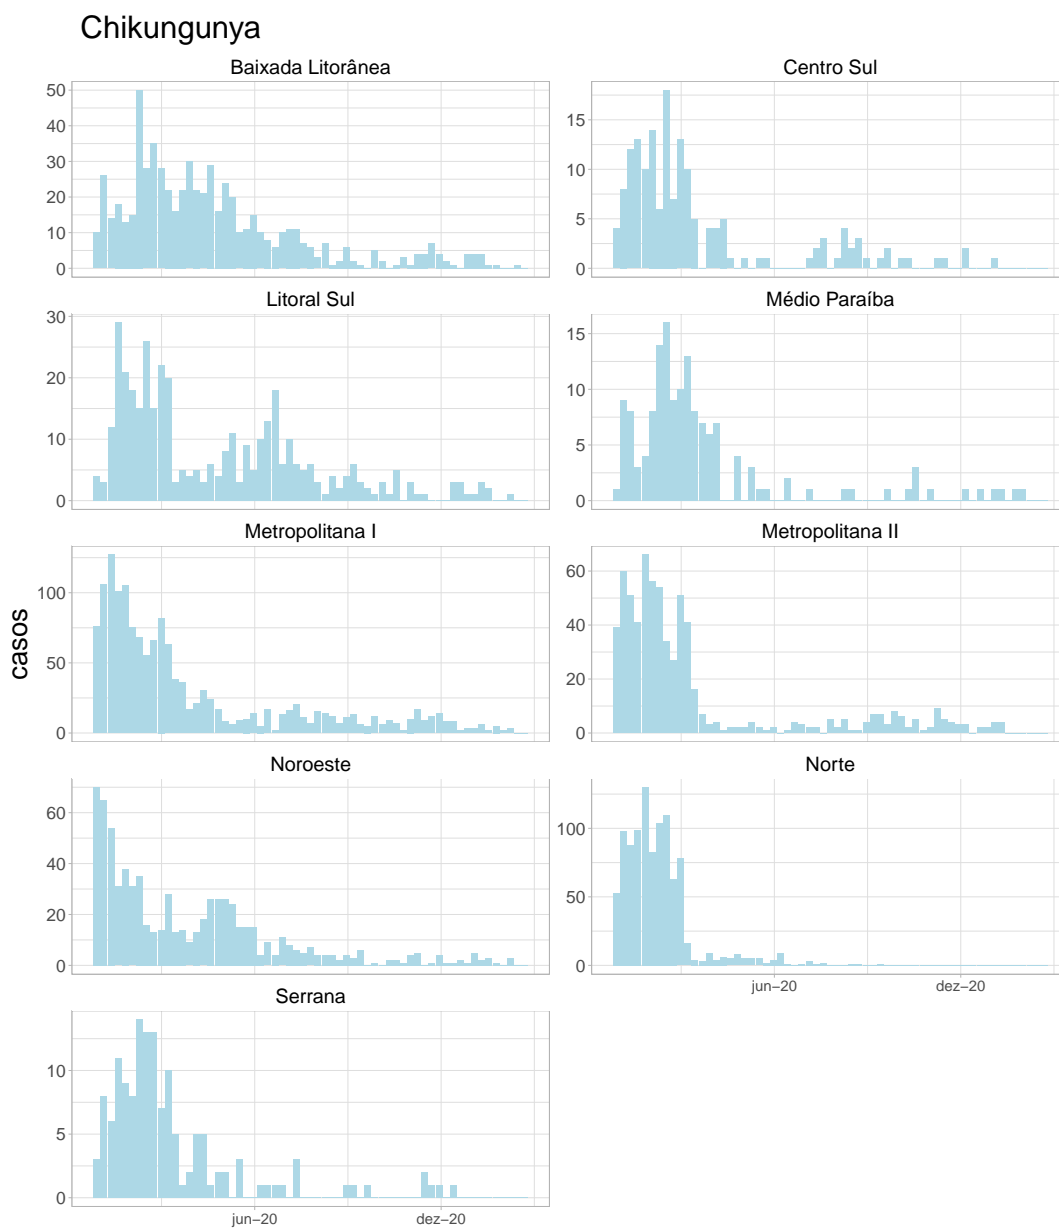 Chikungunya
Baixada Litorânea
Centro Sul
50
40
30
20
10
0
15
10
5
0
Litoral Sul
Médio Paraíba
30
20
10
0
15
10
5
0
Metropolitana I
Metropolitana II
100
50
0
60
40
20
0
casos
Noroeste
Norte
60
40
20
0
100
50
0
jun–20
dez–20
Serrana
10
5
0
jun–20
dez–20